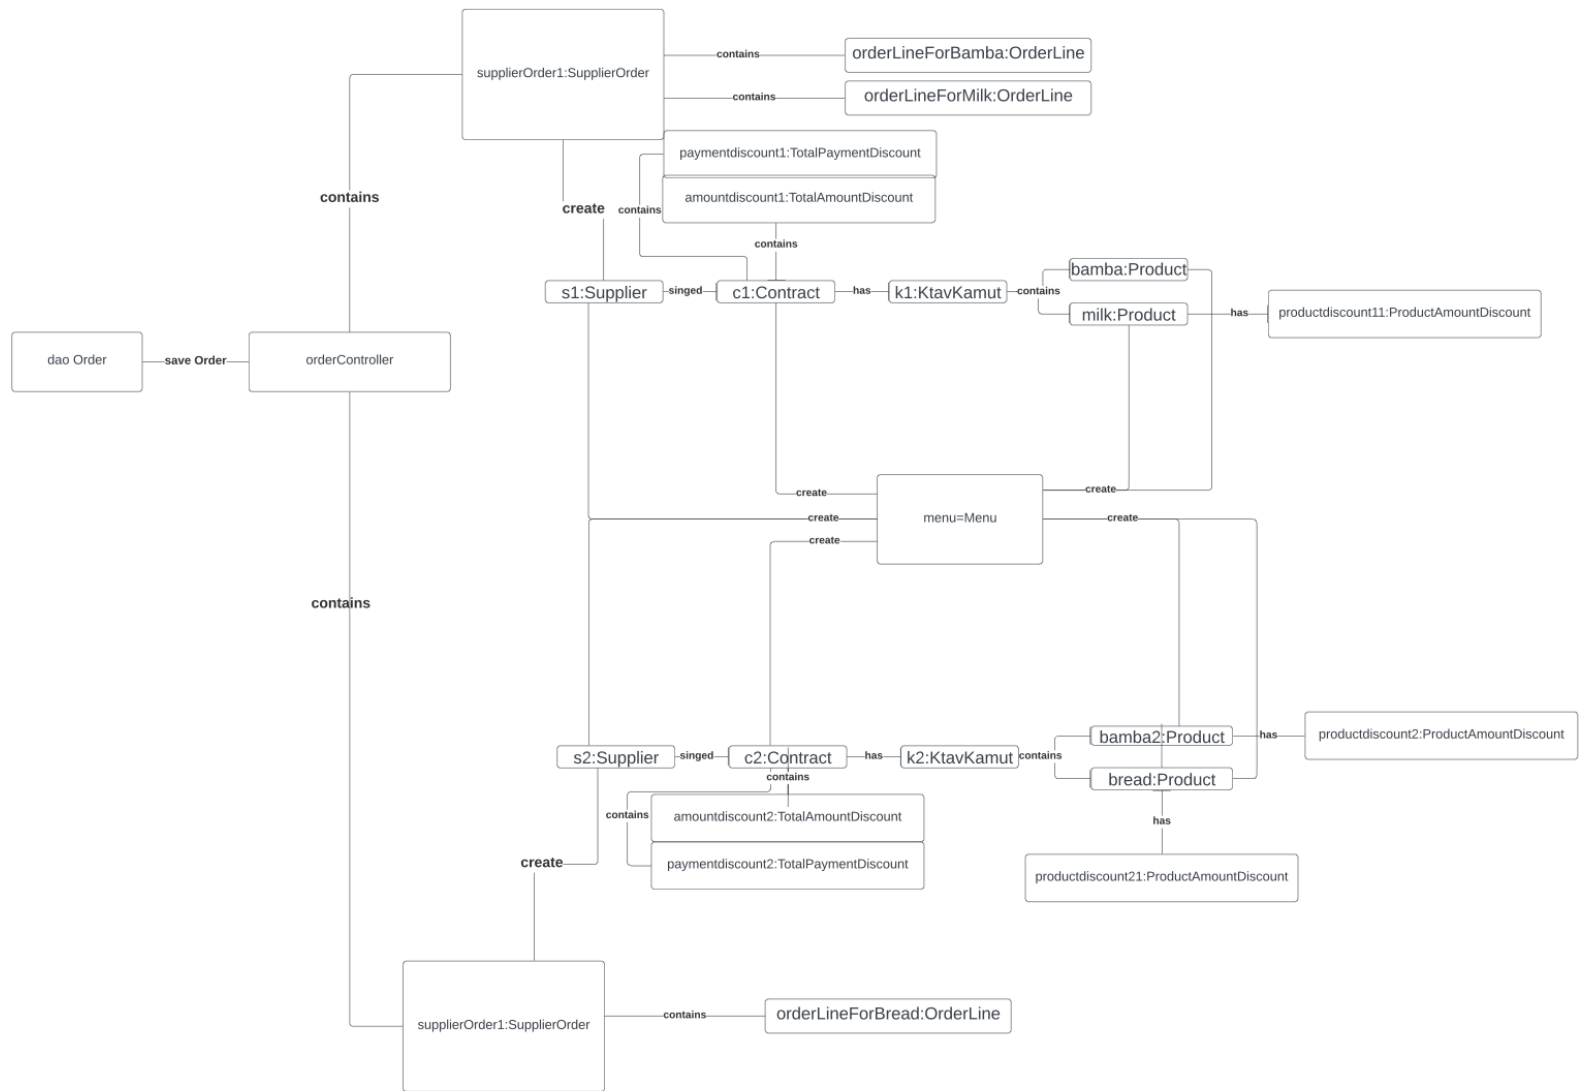 supplierOrder1:SupplierOrder
contains
orderLineForBamba:OrderLine
contains
orderLineForMilk:OrderLine
paymentdiscount1:TotalPaymentDiscount
contains
create
contains
amountdiscount1:TotalAmountDiscount
contains
s1:Supplier
singed
c1:Contract
has
k1:KtavKamut
contains
bamba:Product
milk:Product
has
productdiscount11:ProductAmountDiscount
dao Order
save Order
orderController
create
create
menu=Menu
create
create
create
contains
s2:Supplier
singed
c2:Contract
has
k2:KtavKamut
contains
bamba2:Product
has
productdiscount2:ProductAmountDiscount
bread:Product
contains
contains
amountdiscount2:TotalAmountDiscount
has
create
paymentdiscount2:TotalPaymentDiscount
productdiscount21:ProductAmountDiscount
supplierOrder1:SupplierOrder
contains
orderLineForBread:OrderLine